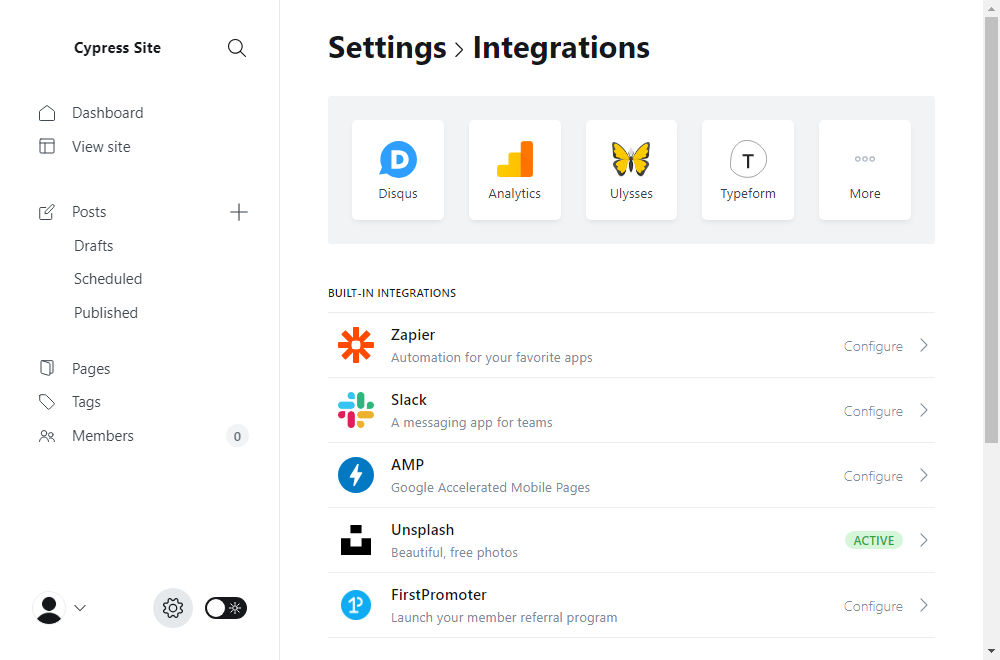 Cypress Site
Dashboard
View site
Posts
Drafts
Scheduled
Published
Pages
Tags
Members
0
Settings > Integrations
Disqus
Analytics
Ulysses
T
Typeform
More
BUILT-IN INTEGRATIONS
Zapier
Automation for your favorite apps
Configure
Slack
A messaging app for teams
Configure
AMP
Google Accelerated Mobile Pages
Configure
Unsplash
Beautiful, free photos
ACTIVE
FirstPromoter
Launch your member referral program
Configure